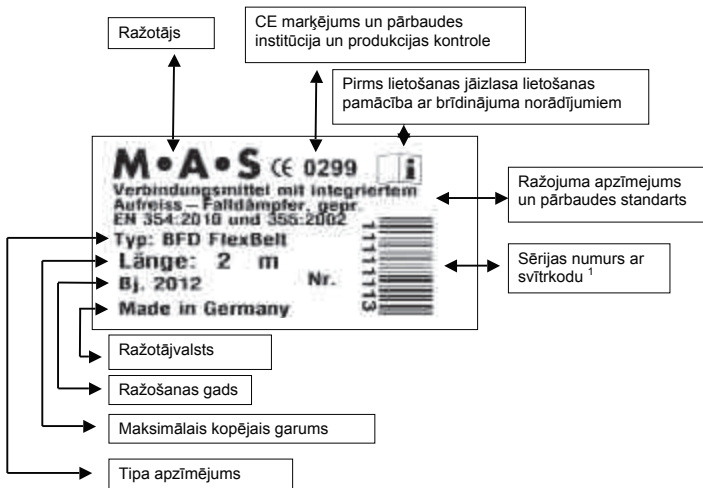 Ražotājs
CE marķējums un pārbaudes
institūcija un produkcijas kontrole
Pirms lietošanas jāizlasa lietošanas
pamācība ar brīdinājuma norādījumiem
M•A•S CE 0299 i
Verbindungsmittel mit integriertem
Aufreiss – Falldämpfer, gepr.
EN 354:2010 und 355:2002
Typ: BFD FlexBelt
Länge: 2 m
Bj. 2012 Nr.
Made in Germany
11111113
Ražojuma apzīmejums
un pārbaudes standarts
Sērijas numurs ar
svītrkodu ¹
Ražotājvalsts
Ražošanas gads
Maksimālais kopējais garums
Tipa apzīmējums